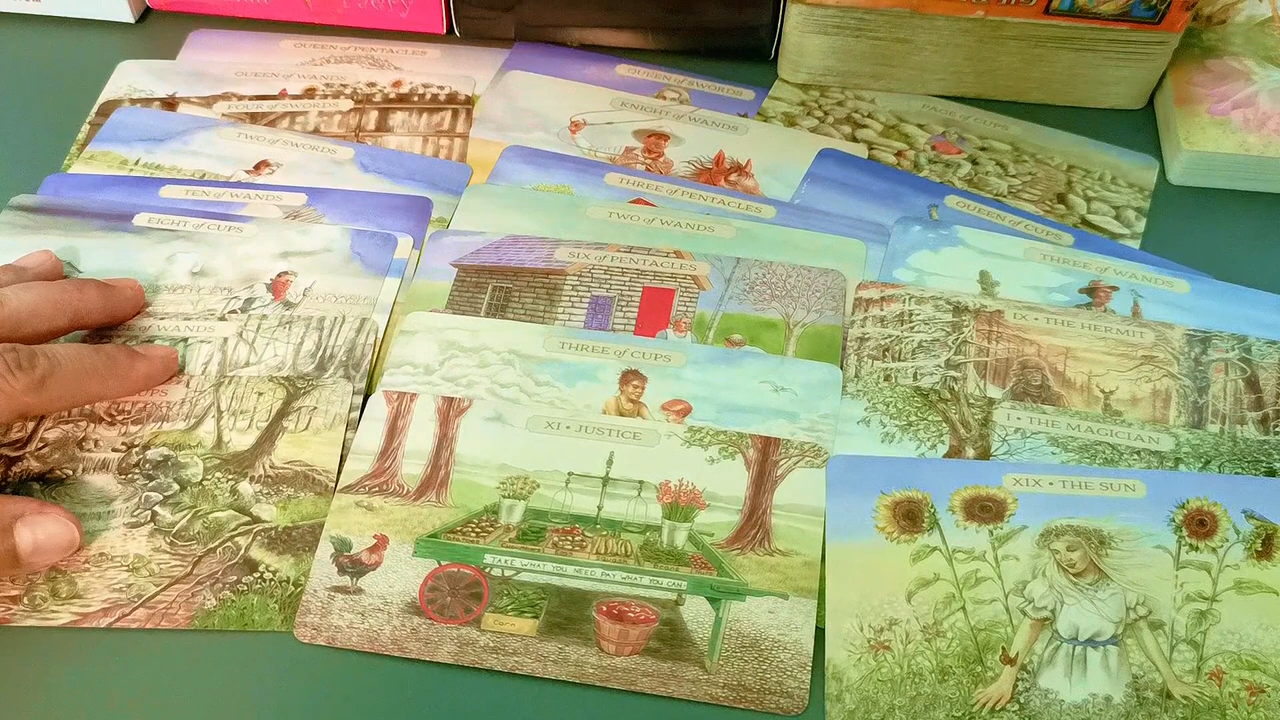 QUEEN of PENTACLES
QUEEN of WANDS
FOUR of SWORDS
TWO of SWORDS
TEN of WANDS
EIGHT of CUPS
OF WANDS
CUPS
QUEEN of SWORDS
KNIGHT of WANDS
THREE of PENTACLES
TWO of WANDS
SIX of PENTACLES
THREE of CUPS
XI • JUSTICE
TAKE WHAT YOU NEED, PAY WHAT YOU CAN
Corn
PAGE of CUPS
QUEEN of CUPS
THREE of WANDS
IX • THE HERMIT
I • THE MAGICIAN
XIX • THE SUN